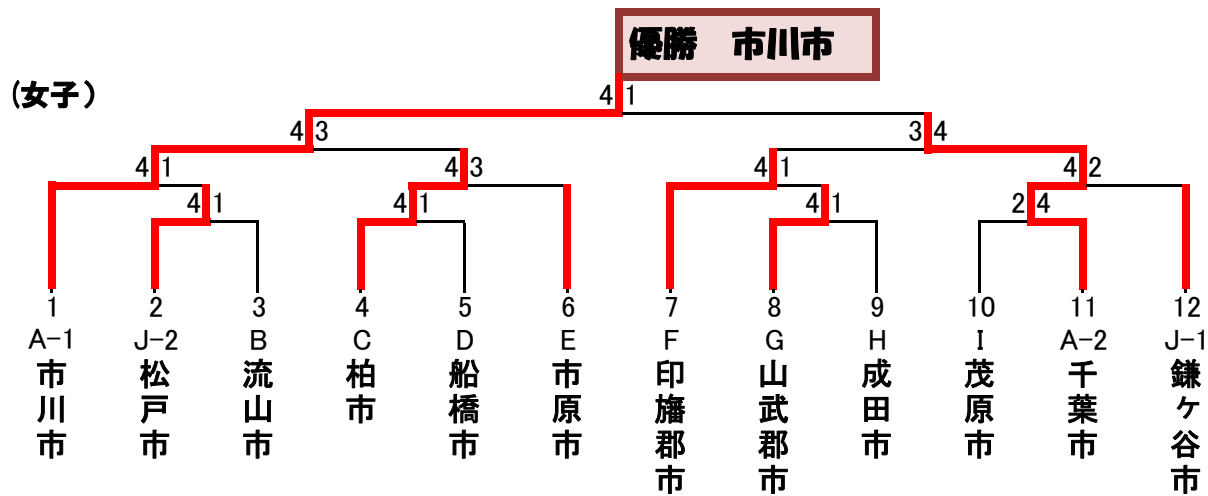 優勝 市川市
(女子)
4 1
4 3 3 4
4 1 4 3 4 1 4 2
4 1 4 1 4 1 2 4
1 2 3 4 5 6 7 8 9 10 11 12
A-1 J-2 B C D E F G H I A-2 J-1
市川市
松戸市
流山市
柏市
船橋市
市原市
印旛郡市
山武郡市
成田市
茂原市
千葉市
鎌ヶ谷市